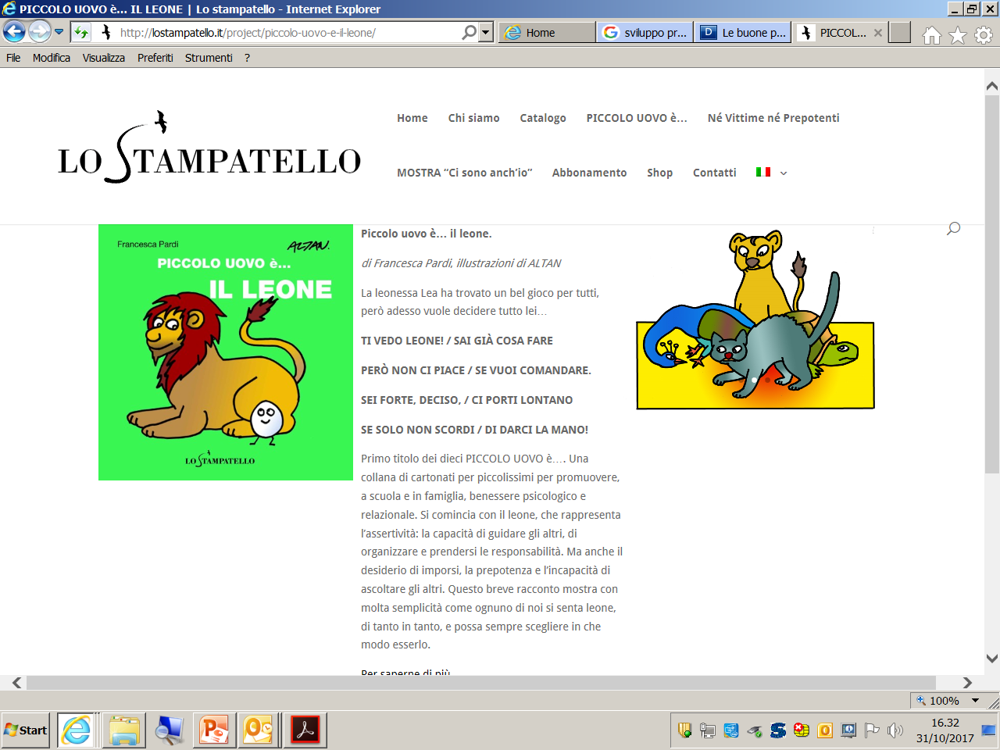 PICCOLO UOVO è... IL LEONE | Lo stampatello - Internet Explorer
http://lostampatello.it/project/piccolo-uovo-e-il-leone/
Home
sviluppo pr...
Le buone p...
PICCOL...
File Modifica Visualizza Preferiti Strumenti ?
LO STAMPATELLO
Home Chi siamo Catalogo PICCOLO UOVO è… Né Vittime né Prepotenti
MOSTRA “Ci sono anch’io” Abbonamento Shop Contatti
Francesca Pardi ALTAN.
PICCOLO UOVO è...
IL LEONE
LO STAMPATELLO
Piccolo uovo è… il leone.
di Francesca Pardi, illustrazioni di ALTAN
La leonessa Lea ha trovato un bel gioco per tutti,
però adesso vuole decidere tutto lei…
TI VEDO LEONE! / SAI GIÀ COSA FARE
PERÒ NON CI PIACE / SE VUOI COMANDARE.
SEI FORTE, DECISO, / CI PORTI LONTANO
SE SOLO NON SCORDI / DI DARCI LA MANO!
Primo titolo dei dieci PICCOLO UOVO è…. Una
collana di cartonati per piccolissimi per promuovere,
a scuola e in famiglia, benessere psicologico e
relazionale. Si comincia con il leone, che rappresenta
l’assertività: la capacità di guidare gli altri, di
organizzare e prendersi le responsabilità. Ma anche il
desiderio di imporsi, la prepotenza e l’incapacità di
ascoltare gli altri. Questo breve racconto mostra con
molta semplicità come ognuno di noi si senta leone,
di tanto in tanto, e possa sempre scegliere in che
modo esserlo.
Per saperne di più
100%
Start
16.32
31/10/2017